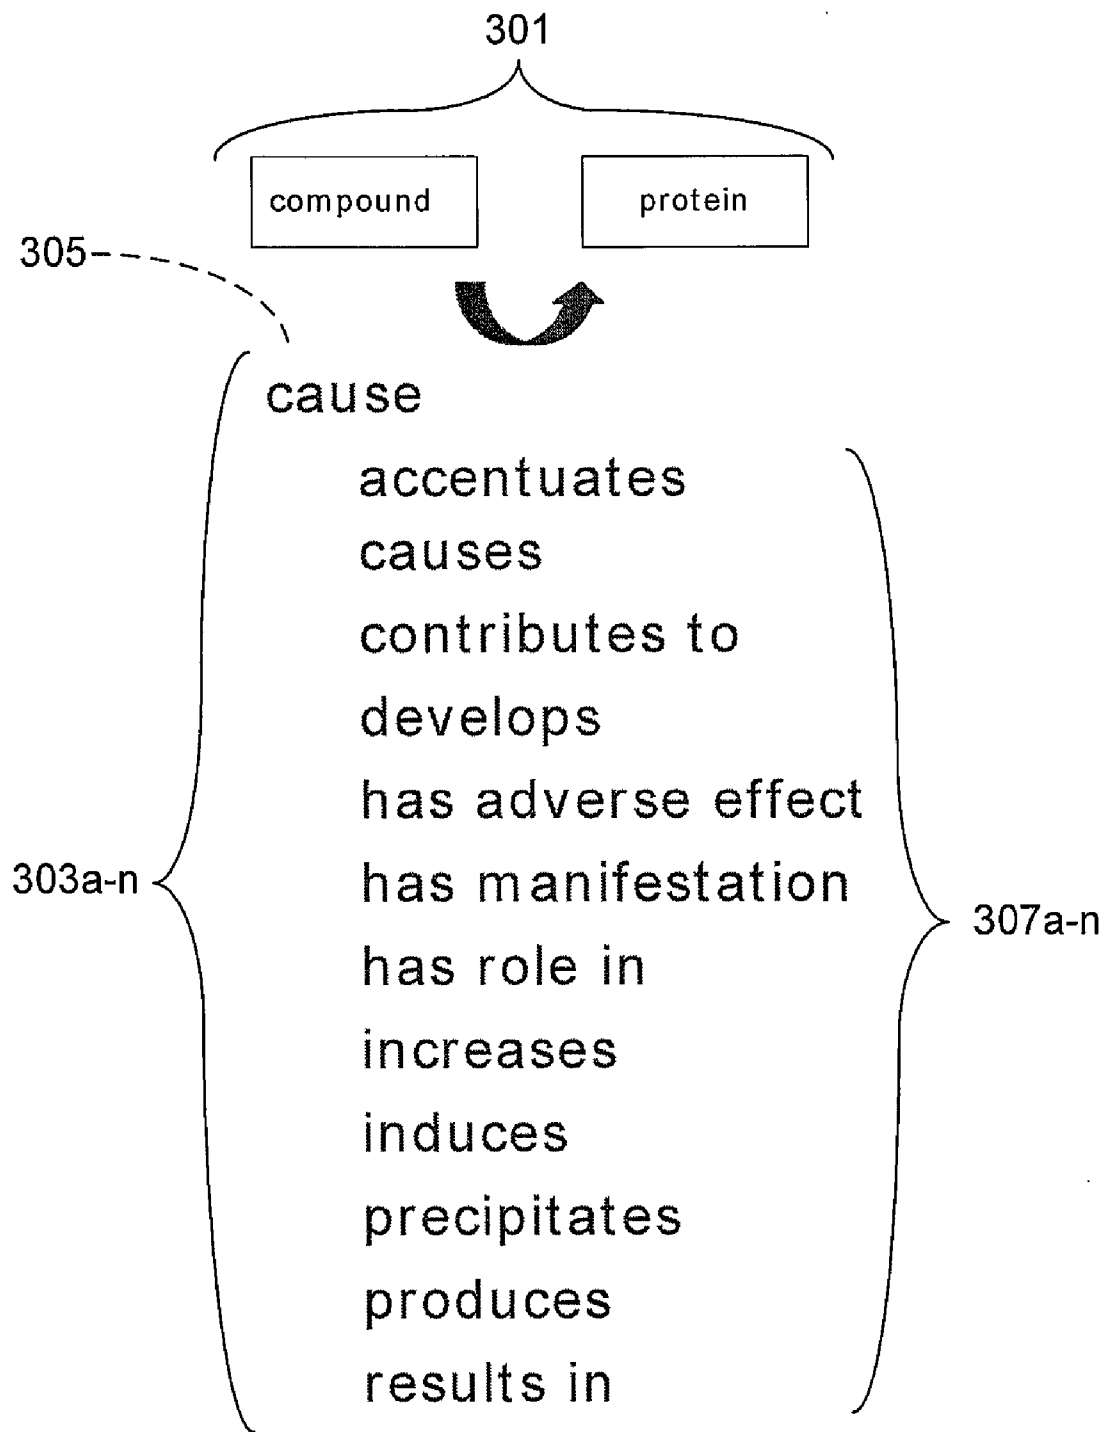 301
compound protein
305
cause
accentuates
causes
contributes to
develops
has adverse effect
has manifestation
303a-n
307a-n
has role in
increases
induces
precipitates
produces
results in